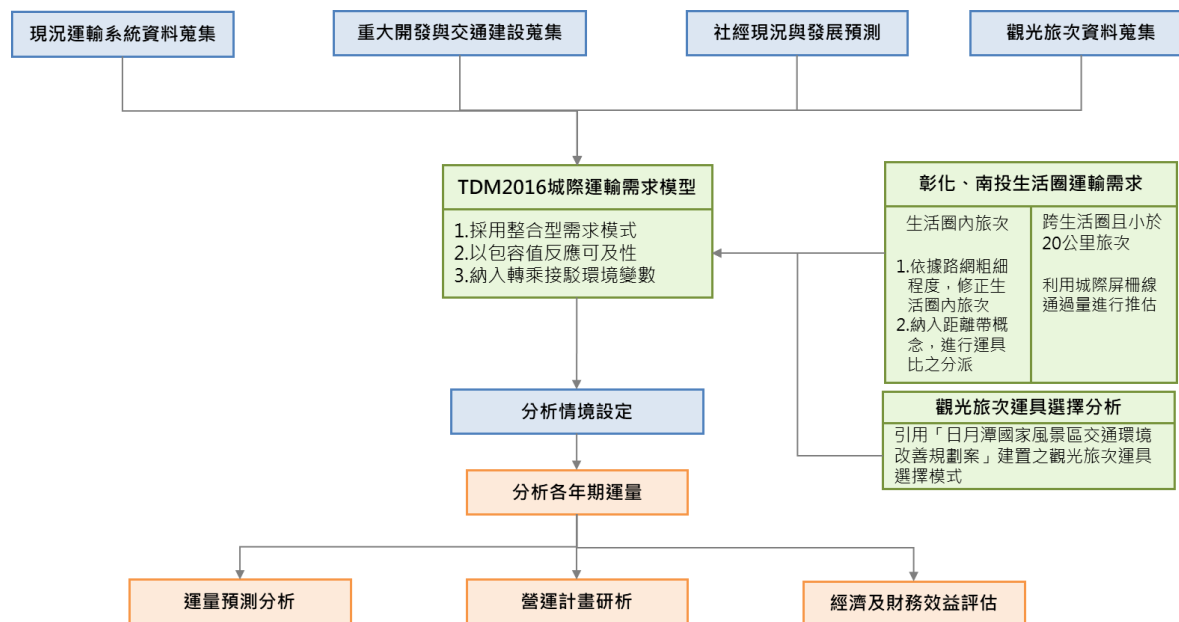 現況運輸系統資料蒐集
重大開發與交通建設蒐集
社經現況與發展預測
觀光旅次資料蒐集
TDM2016城際運輸需求模型
1.採用整合型需求模式
2.以包容值反應可及性
3.納入轉乘接駁環境變數
彰化、南投生活圈運輸需求
生活圈內旅次
1.依據路網粗細
程度，修正生
活圈內旅次
2.納入距離帶概
念，進行運具
比之分派
跨生活圈且小於
20公里旅次
利用城際屏柵線
通過量進行推估
觀光旅次運具選擇分析
引用「日月潭國家風景區交通環境
改善規劃案」建置之觀光旅次運具
選擇模式
分析情境設定
分析各年期運量
運量預測分析
營運計畫研析
經濟及財務效益評估